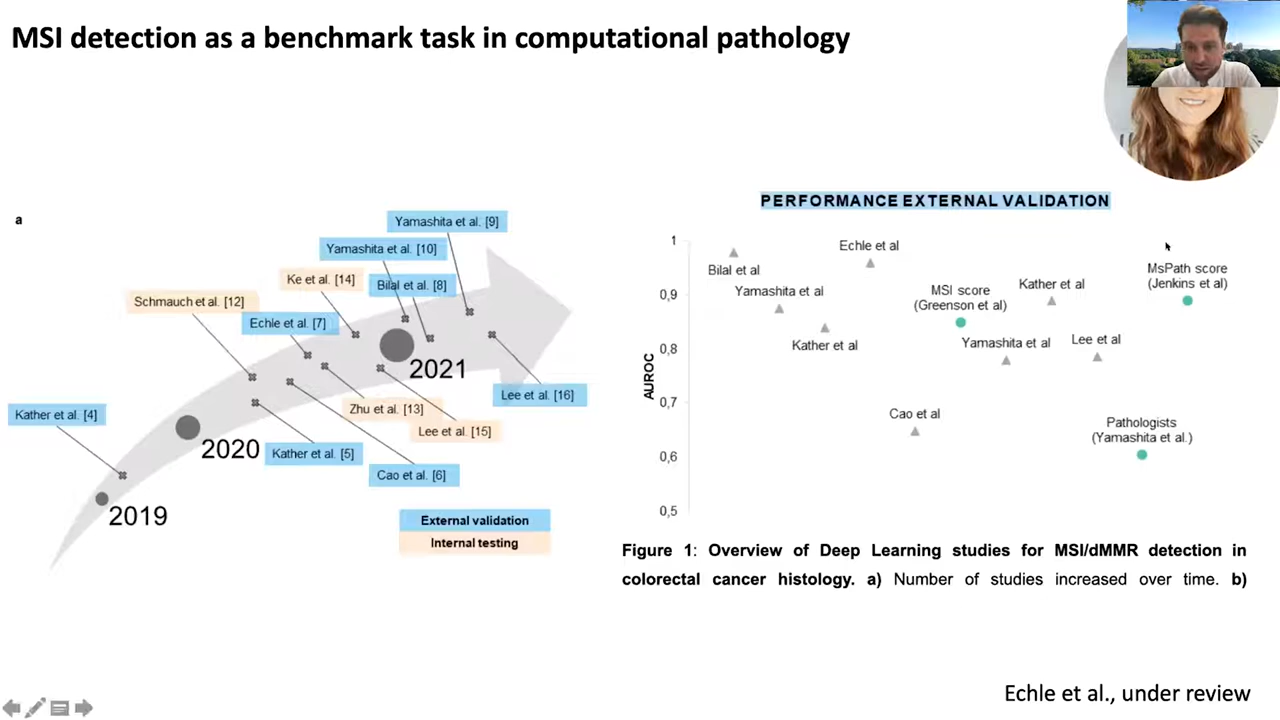 MSI detection as a benchmark task in computational pathology
a
Yamashita et al. [9]
Yamashita et al. [10]
Ke et al. [14]
Bilal et al. [8]
Schmauch et al. [12]
Echle et al. [7]
2021
Lee et al. [16]
Kather et al. [4]
Zhu et al. [13]
Lee et al. [15]
2020
Kather et al. [5]
Cao et al. [6]
2019
External validation
Internal testing
PERFORMANCE EXTERNAL VALIDATION
AUROC
1
0,9
0,8
0,7
0,6
0,5
Bilal et al
Yamashita et al
Kather et al
Echle et al
Cao et al
MSI score
(Greenson et al)
Yamashita et al
Kather et al
Lee et al
Pathologists
(Yamashita et al.)
MsPath score
(Jenkins et al)
Figure 1: Overview of Deep Learning studies for MSI/dMMR detection in
colorectal cancer histology. a) Number of studies increased over time. b)
Echle et al., under review